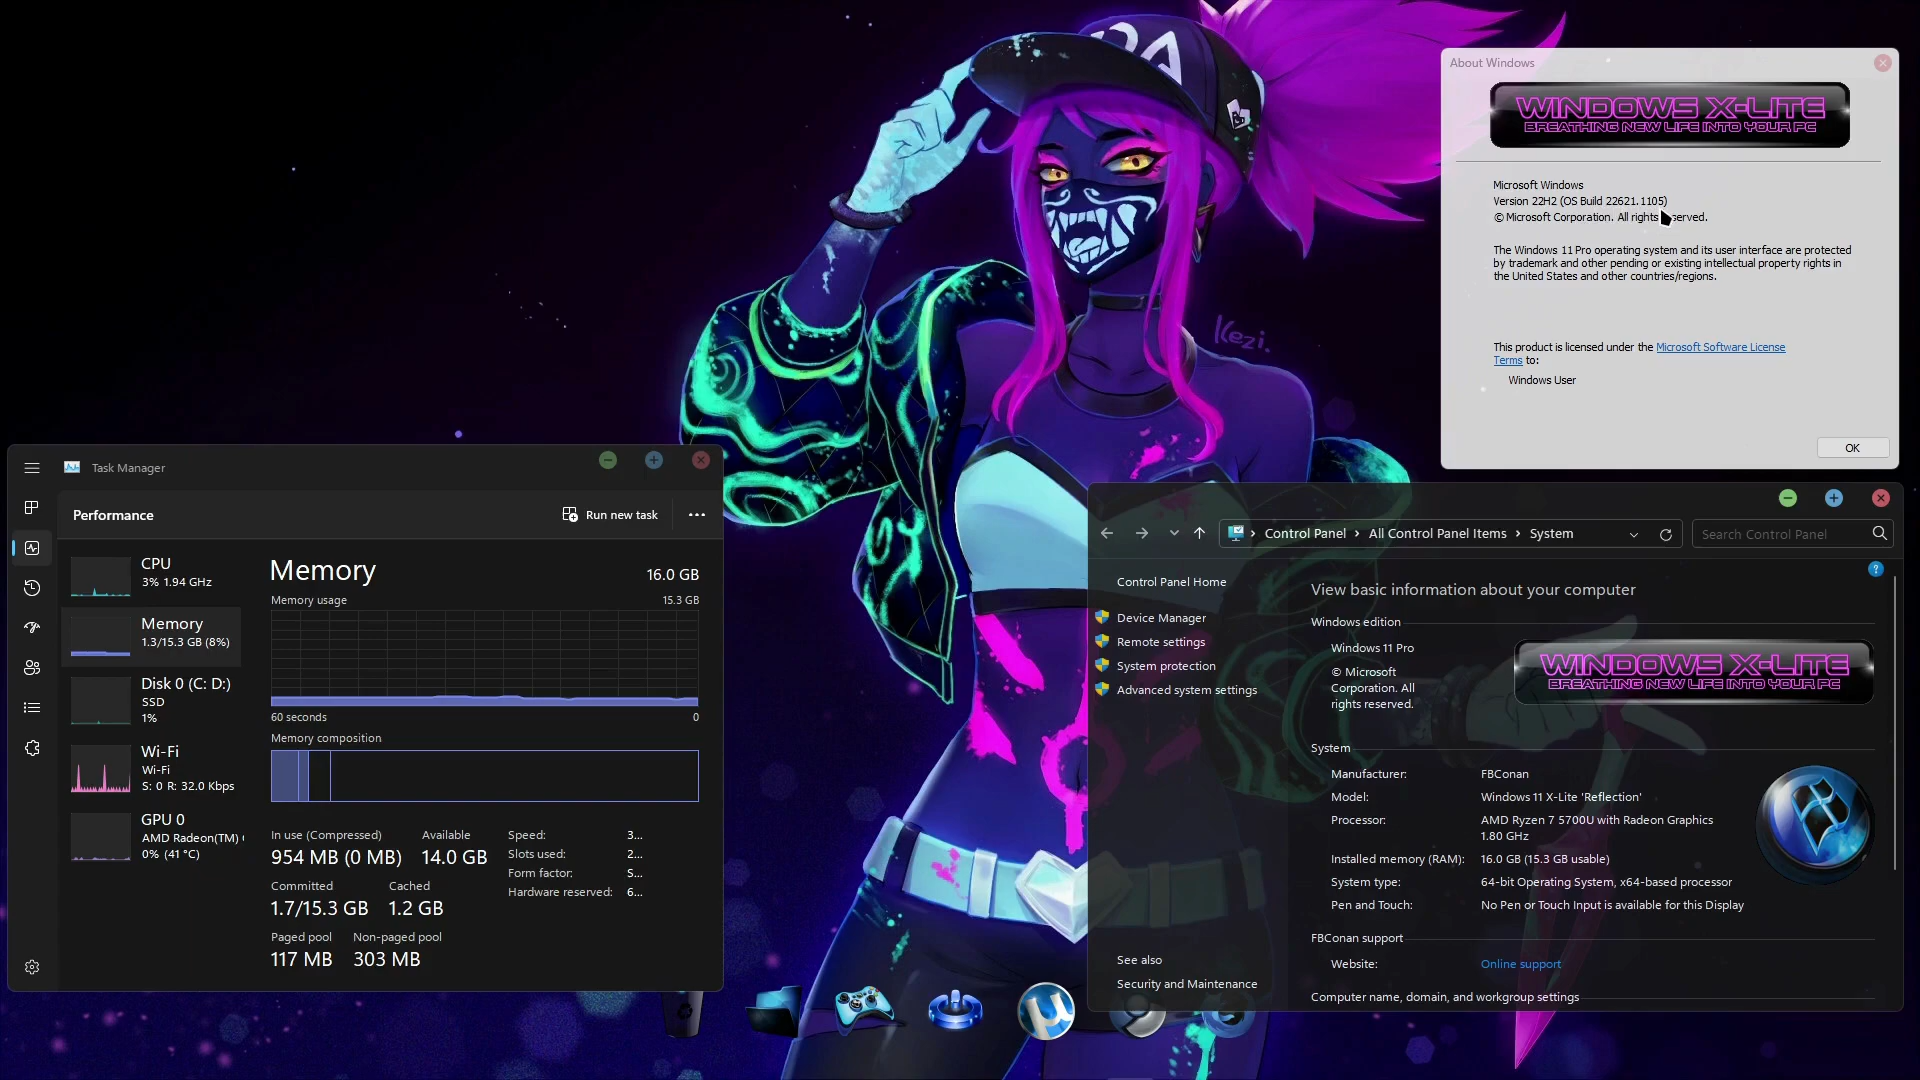 Kezi.
About Windows
WINDOWS X-LITE
BREATHING NEW LIFE INTO YOUR PC
Microsoft Windows
Version 22H2 (OS Build 22621.1105)
© Microsoft Corporation. All rights served.
The Windows 11 Pro operating system and its user interface are protected
by trademark and other pending or existing intellectual property rights in
the United States and other countries/regions.
This product is licensed under the Microsoft Software License
Terms to:
Windows User
OK
Task Manager
Performance
Run new task
CPU
3% 1.94 GHz
Memory
1.3/15.3 GB (8%)
Disk 0 (C: D:)
SSD
1%
Wi-Fi
Wi-Fi
S: 0 R: 32.0 Kbps
GPU 0
AMD Radeon(TM)
0% (41 °C)
Memory
16.0 GB
Memory usage
15.3 GB
60 seconds
0
Memory composition
In use (Compressed)
954 MB (0 MB)
Available
14.0 GB
Committed
1.7/15.3 GB
Cached
1.2 GB
Paged pool
117 MB
Non-paged pool
303 MB
Speed: 3...
Slots used: 2...
Form factor: S...
Hardware reserved: 6...
Control Panel > All Control Panel Items > System
Search Control Panel
Control Panel Home
Device Manager
Remote settings
System protection
Advanced system settings
See also
Security and Maintenance
View basic information about your computer
Windows edition
Windows 11 Pro
© Microsoft
Corporation. All
rights reserved.
WINDOWS X-LITE
BREATHING NEW LIFE INTO YOUR PC
System
Manufacturer: FBConan
Model: Windows 11 X-Lite 'Reflection'
Processor: AMD Ryzen 7 5700U with Radeon Graphics
1.80 GHz
Installed memory (RAM): 16.0 GB (15.3 GB usable)
System type: 64-bit Operating System, x64-based processor
Pen and Touch: No Pen or Touch Input is available for this Display
FBConan support
Website: Online support
Computer name, domain, and workgroup settings